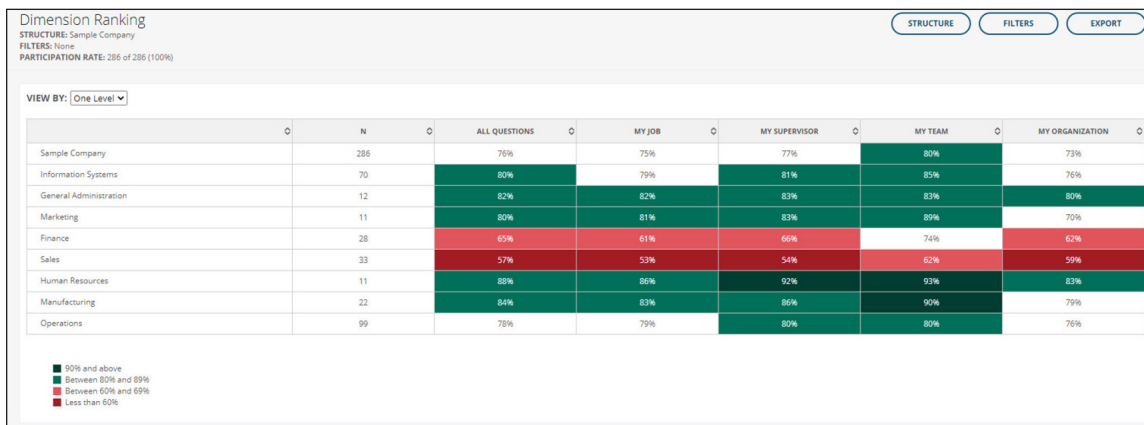 Dimension Ranking
STRUCTURE: Sample Company
FILTERS: None
PARTICIPATION RATE: 286 of 286 (100%)
STRUCTURE FILTERS EXPORT
VIEW BY: One Level
N ALL QUESTIONS MY JOB MY SUPERVISOR MY TEAM MY ORGANIZATION
Sample Company 286 76% 75% 77% 80% 73%
Information Systems 70 80% 79% 81% 85% 76%
General Administration 12 82% 82% 83% 83% 80%
Marketing 11 80% 81% 83% 89% 70%
Finance 28 65% 61% 66% 74% 62%
Sales 33 57% 53% 54% 62% 59%
Human Resources 11 88% 86% 92% 93% 83%
Manufacturing 22 84% 83% 86% 90% 79%
Operations 99 78% 79% 80% 80% 76%
90% and above
Between 80% and 89%
Between 60% and 69%
Less than 60%